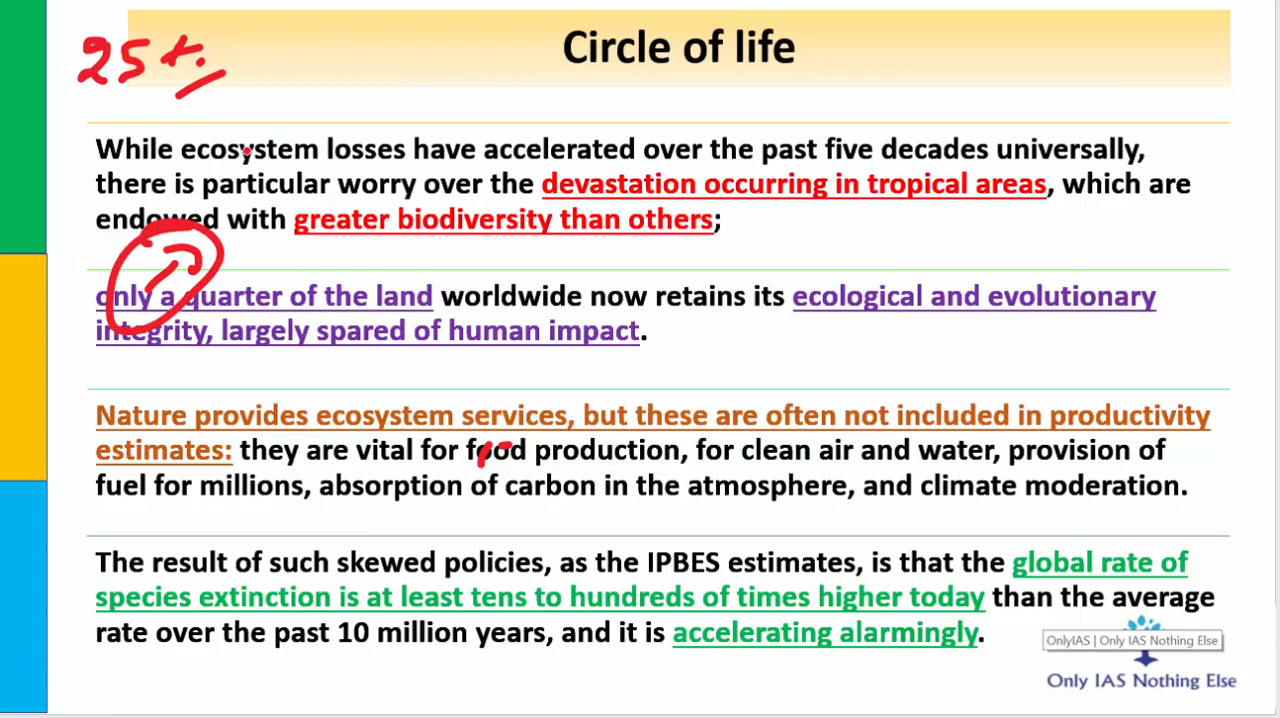 25 %
Circle of life
While ecosystem losses have accelerated over the past five decades universally,
there is particular worry over the devastation occurring in tropical areas, which are
endowed with greater biodiversity than others;
only a quarter of the land worldwide now retains its ecological and evolutionary
integrity, largely spared of human impact.
Nature provides ecosystem services, but these are often not included in productivity
estimates: they are vital for food production, for clean air and water, provision of
fuel for millions, absorption of carbon in the atmosphere, and climate moderation.
The result of such skewed policies, as the IPBES estimates, is that the global rate of
species extinction is at least tens to hundreds of times higher today than the average
rate over the past 10 million years, and it is accelerating alarmingly.
OnlyIAS | Only IAS Nothing Else
Only IAS Nothing Else